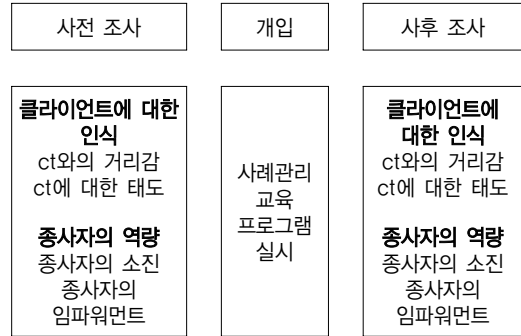 사전 조사
개입
사후 조사
클라이언트에 대한
인식
ct와의 거리감
ct에 대한 태도
종사자의 역량
종사자의 소진
종사자의
임파워먼트
사례관리
교육
프로그램
실시
클라이언트에
대한 인식
ct와의 거리감
ct에 대한 태도
종사자의 역량
종사자의 소진
종사자의
임파워먼트